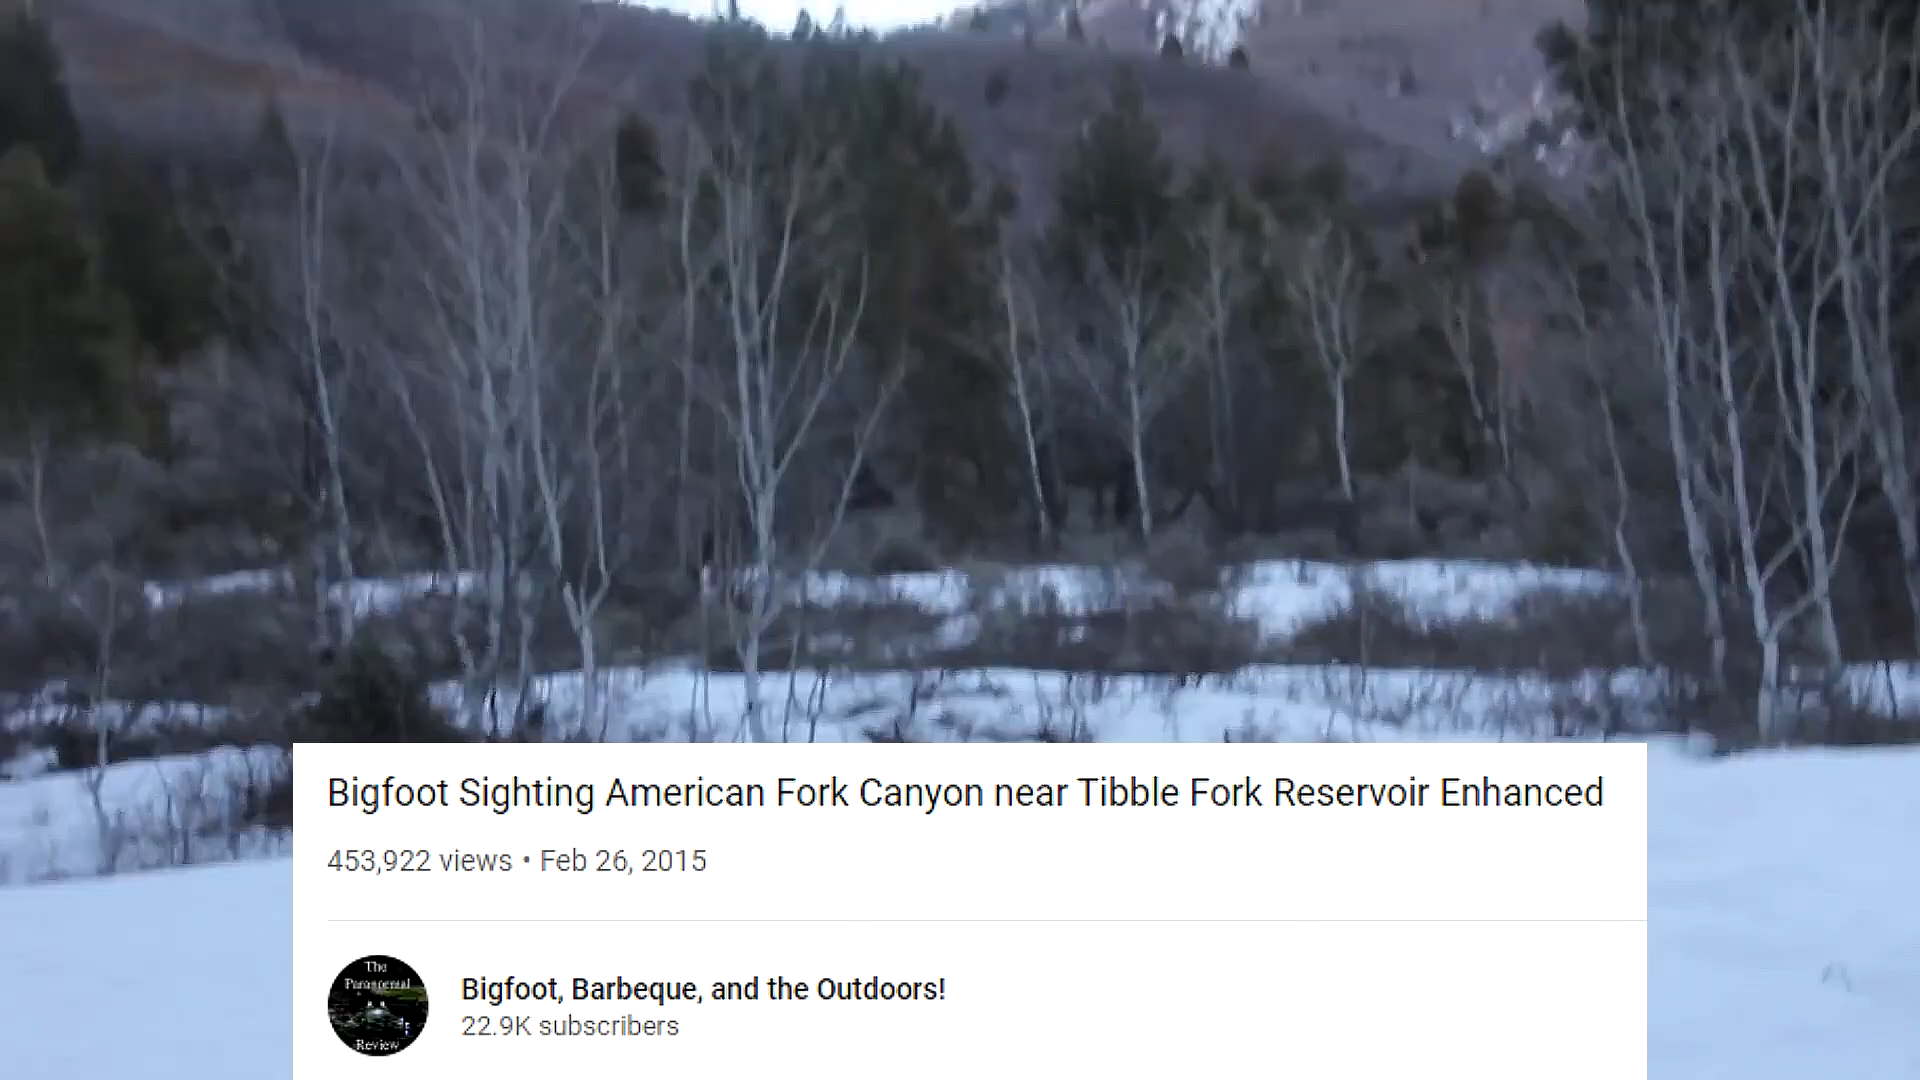 Bigfoot Sighting American Fork Canyon near Tibble Fork Reservoir Enhanced
453,922 views • Feb 26, 2015
The
Paranormal
Review
Bigfoot, Barbeque, and the Outdoors!
22.9K subscribers